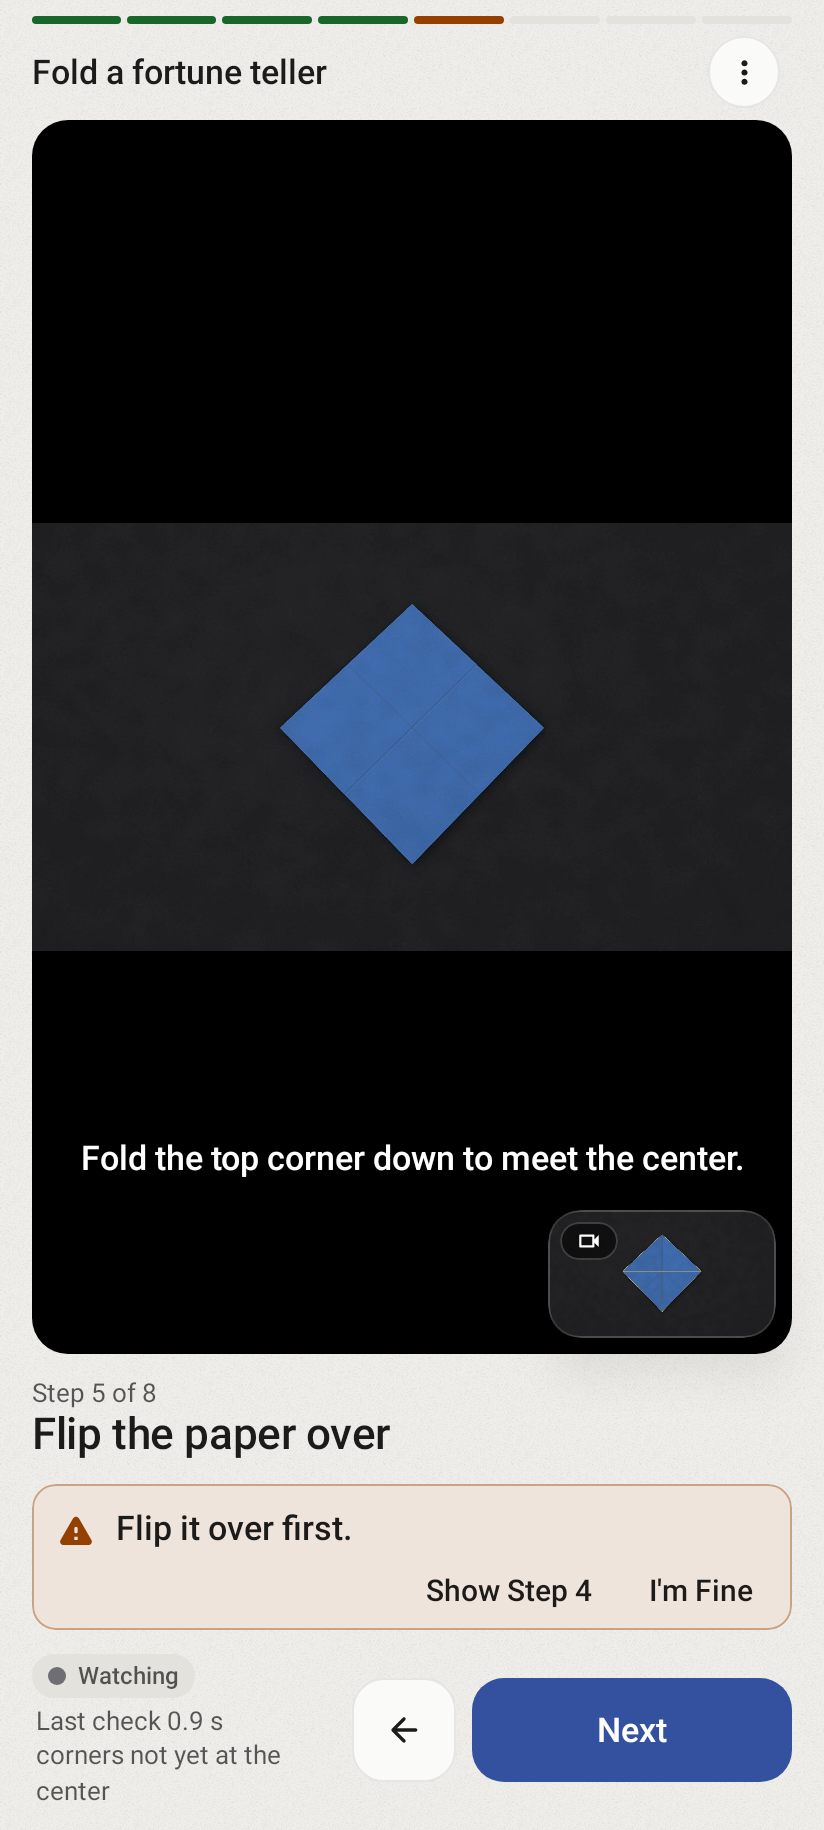 Fold a fortune teller
Fold the top corner down to meet the center.
Step 5 of 8
Flip the paper over
Flip it over first.
Show Step 4
I'm Fine
Watching
Last check 0.9 s
corners not yet at the
center
Next